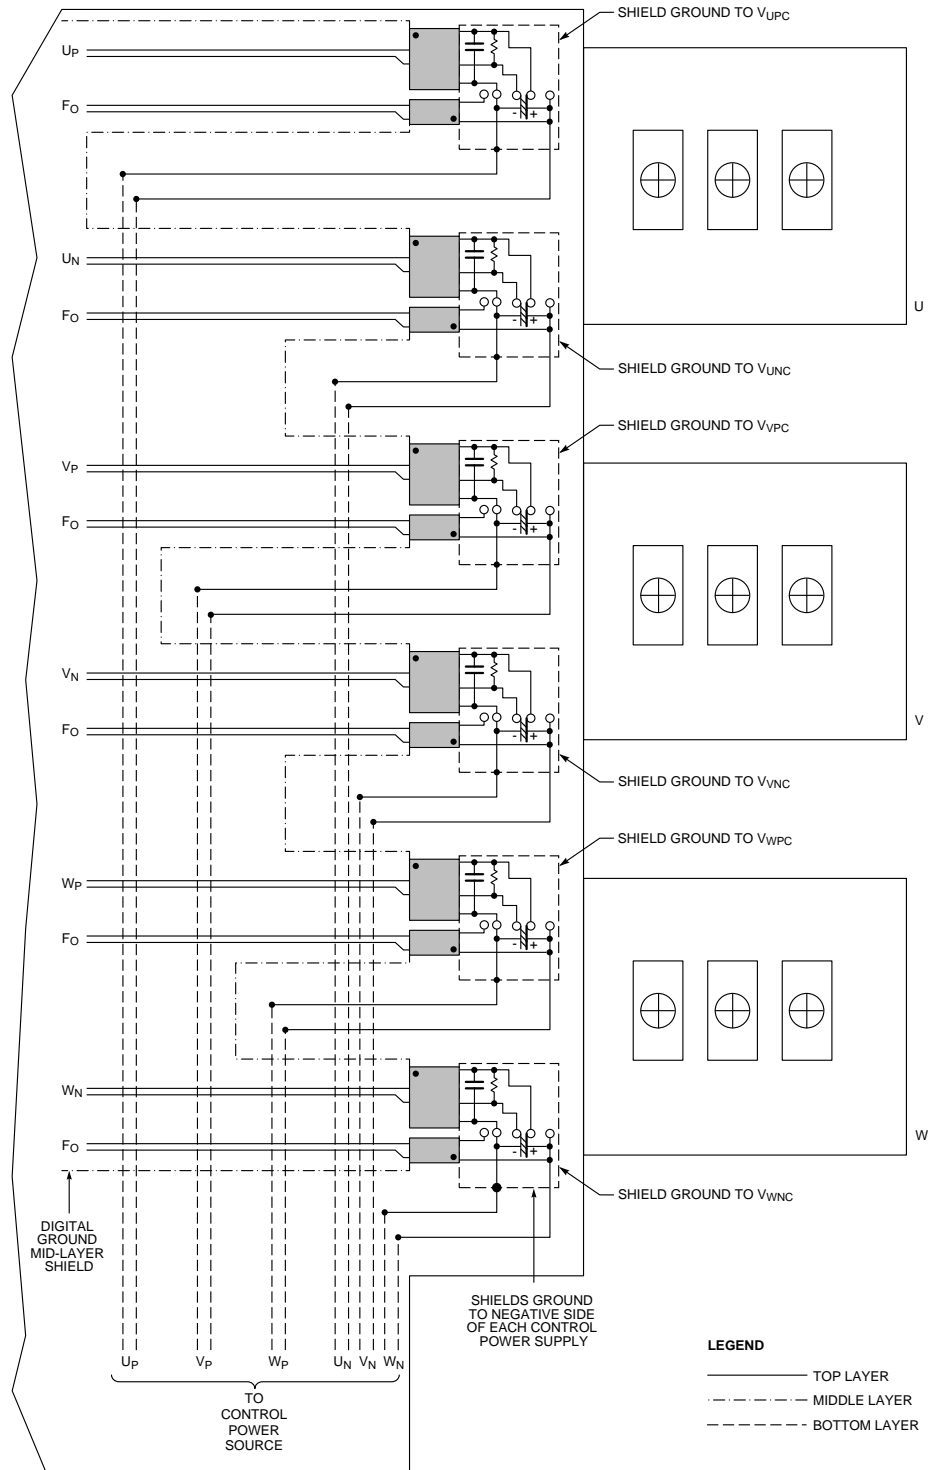 SHIELD GROUND TO VUPC
UP
FO
UN
FO
U
SHIELD GROUND TO VUNC
SHIELD GROUND TO VVPC
VP
FO
VN
FO
V
SHIELD GROUND TO VVNC
SHIELD GROUND TO VWPC
WP
FO
WN
FO
W
SHIELD GROUND TO VWNC
- +
- +
- +
- +
- +
- +
DIGITAL
GROUND
MID-LAYER
SHIELD
SHIELDS GROUND
TO NEGATIVE SIDE
OF EACH CONTROL
POWER SUPPLY
UP VP WP UN VN WN
TO
CONTROL
POWER
SOURCE
LEGEND
TOP LAYER
MIDDLE LAYER
BOTTOM LAYER